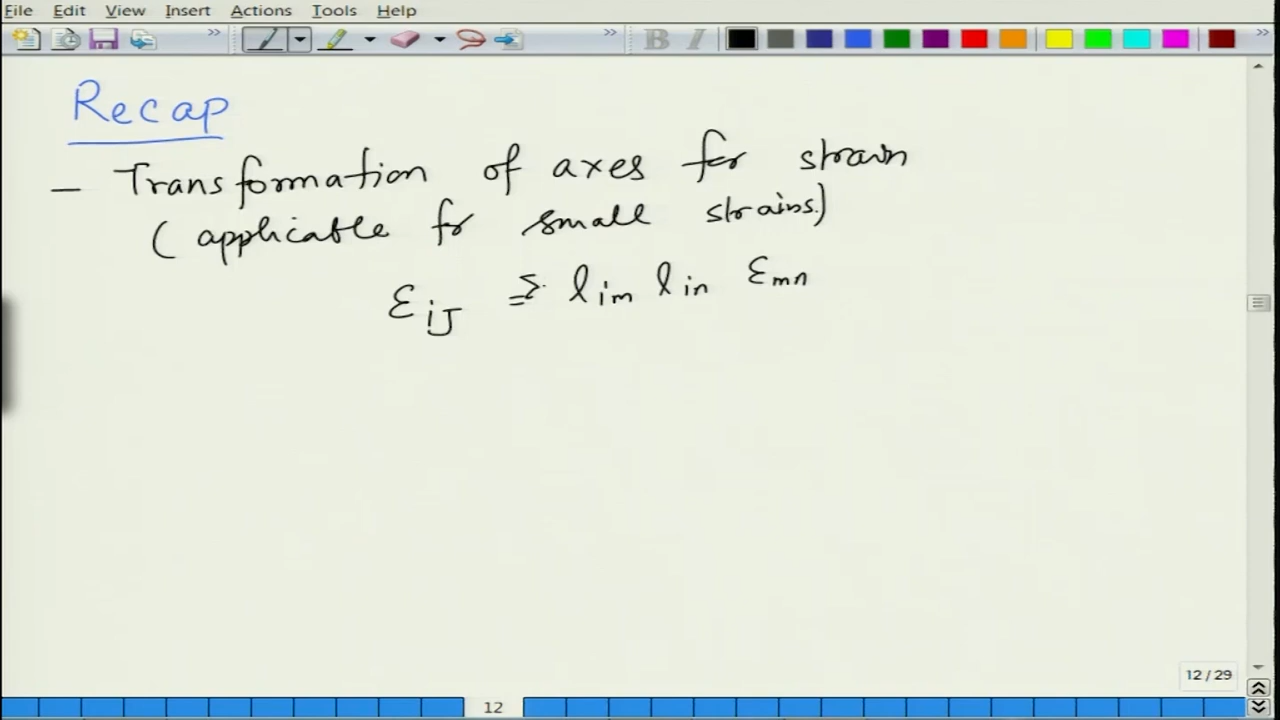 File Edit View Insert Actions Tools Help
B I
Recap
— Transformation of axes for strain
(applicable for small strains.)
ε_ij = Σ l_im l_in ε_mn
12 / 29
12